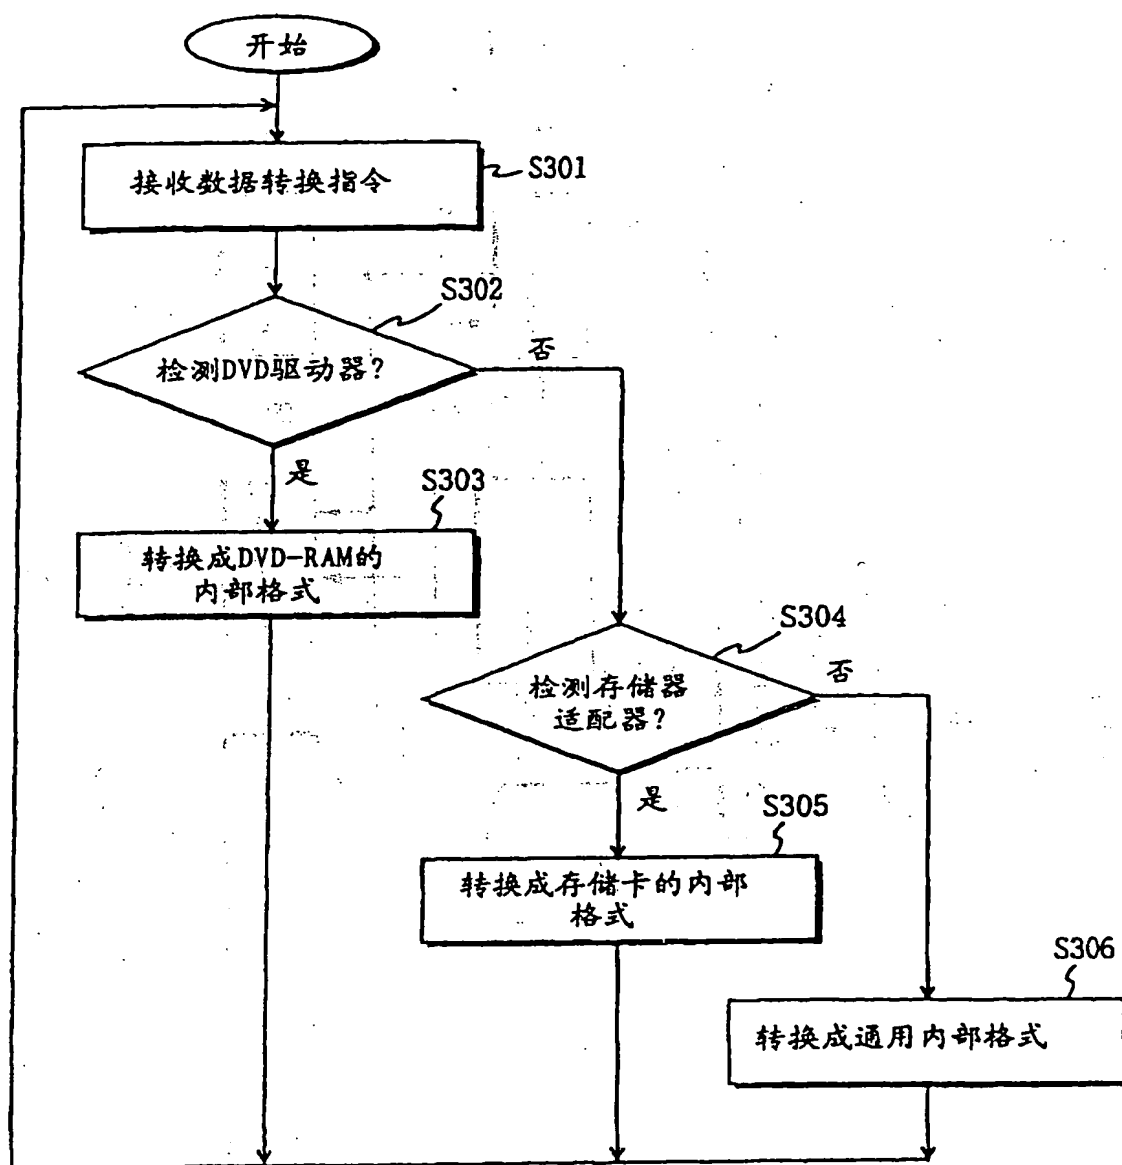 开始
接收数据转换指令
S301
S302
检测DVD驱动器?
否
是
S303
转换成DVD-RAM的
内部格式
S304
否
检测存储器
适配器?
是
S305
转换成存储卡的内部
格式
S306
转换成通用内部格式